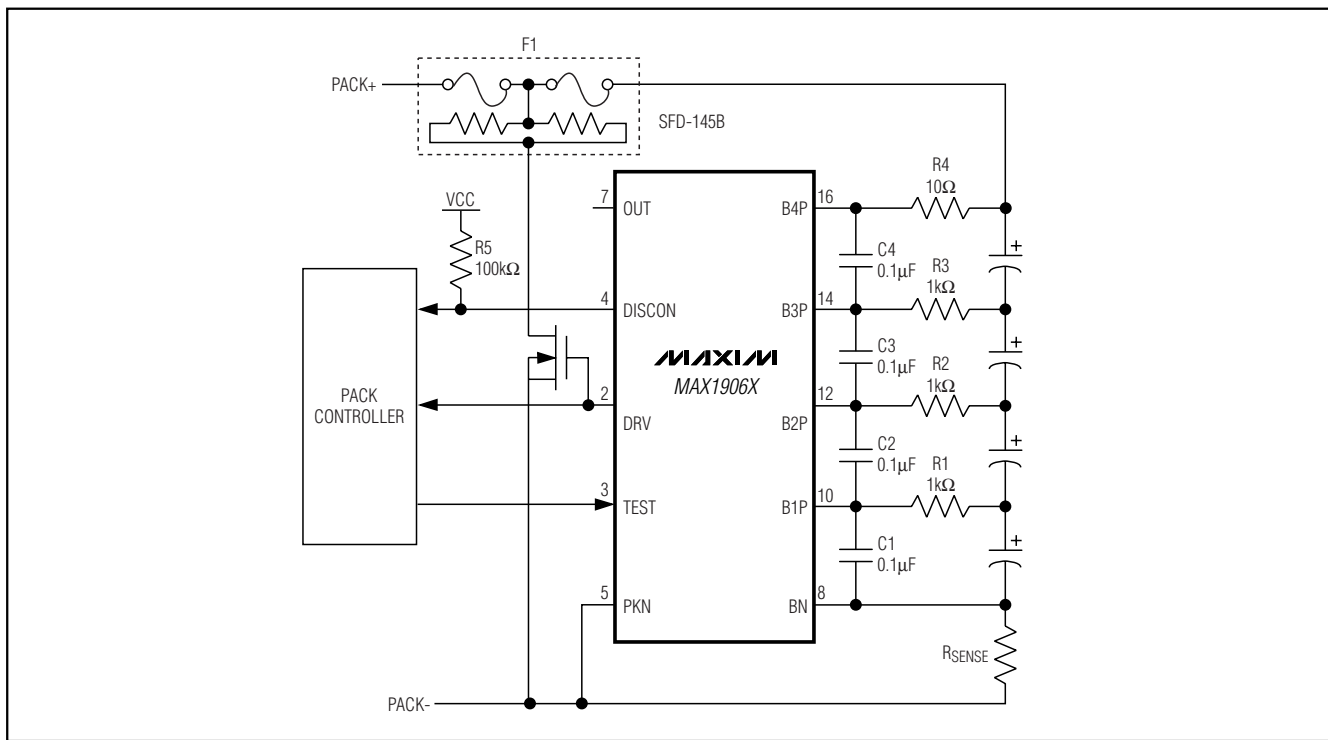 F1
PACK+
SFD-145B
VCC
R5
100kΩ
PACK
CONTROLLER
7
OUT
4
DISCON
2
DRV
3
TEST
5
PKN
MAXIM
MAX1906X
16
B4P
14
B3P
12
B2P
10
B1P
8
BN
C4
0.1µF
C3
0.1µF
C2
0.1µF
C1
0.1µF
R4
10Ω
R3
1kΩ
R2
1kΩ
R1
1kΩ
+
+
+
+
RSENSE
PACK-